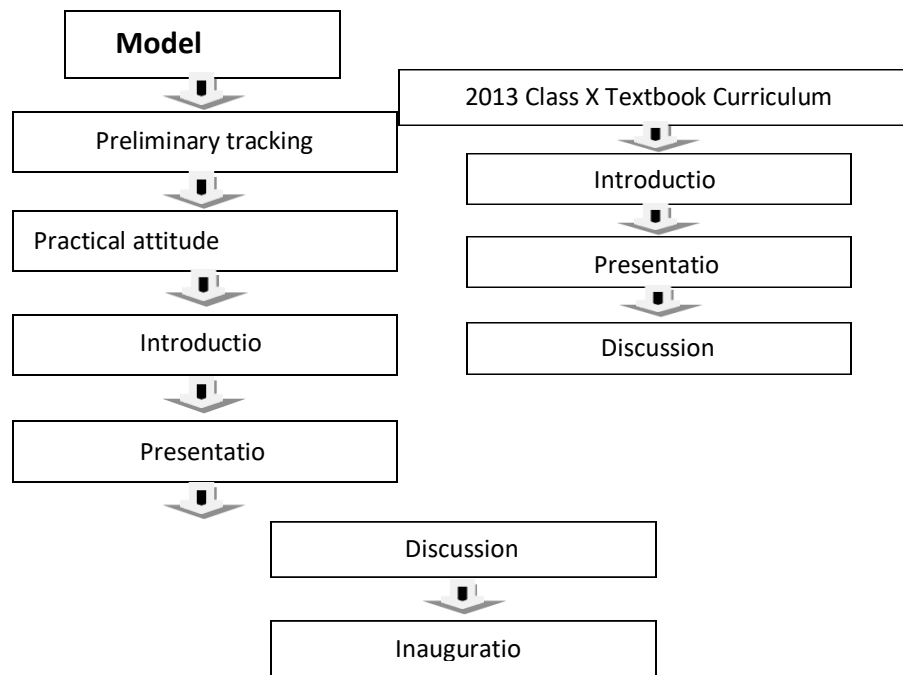 Model
Preliminary tracking
Practical attitude
Introductio
Presentatio
Discussion
Inauguratio
2013 Class X Textbook Curriculum
Introductio
Presentatio
Discussion